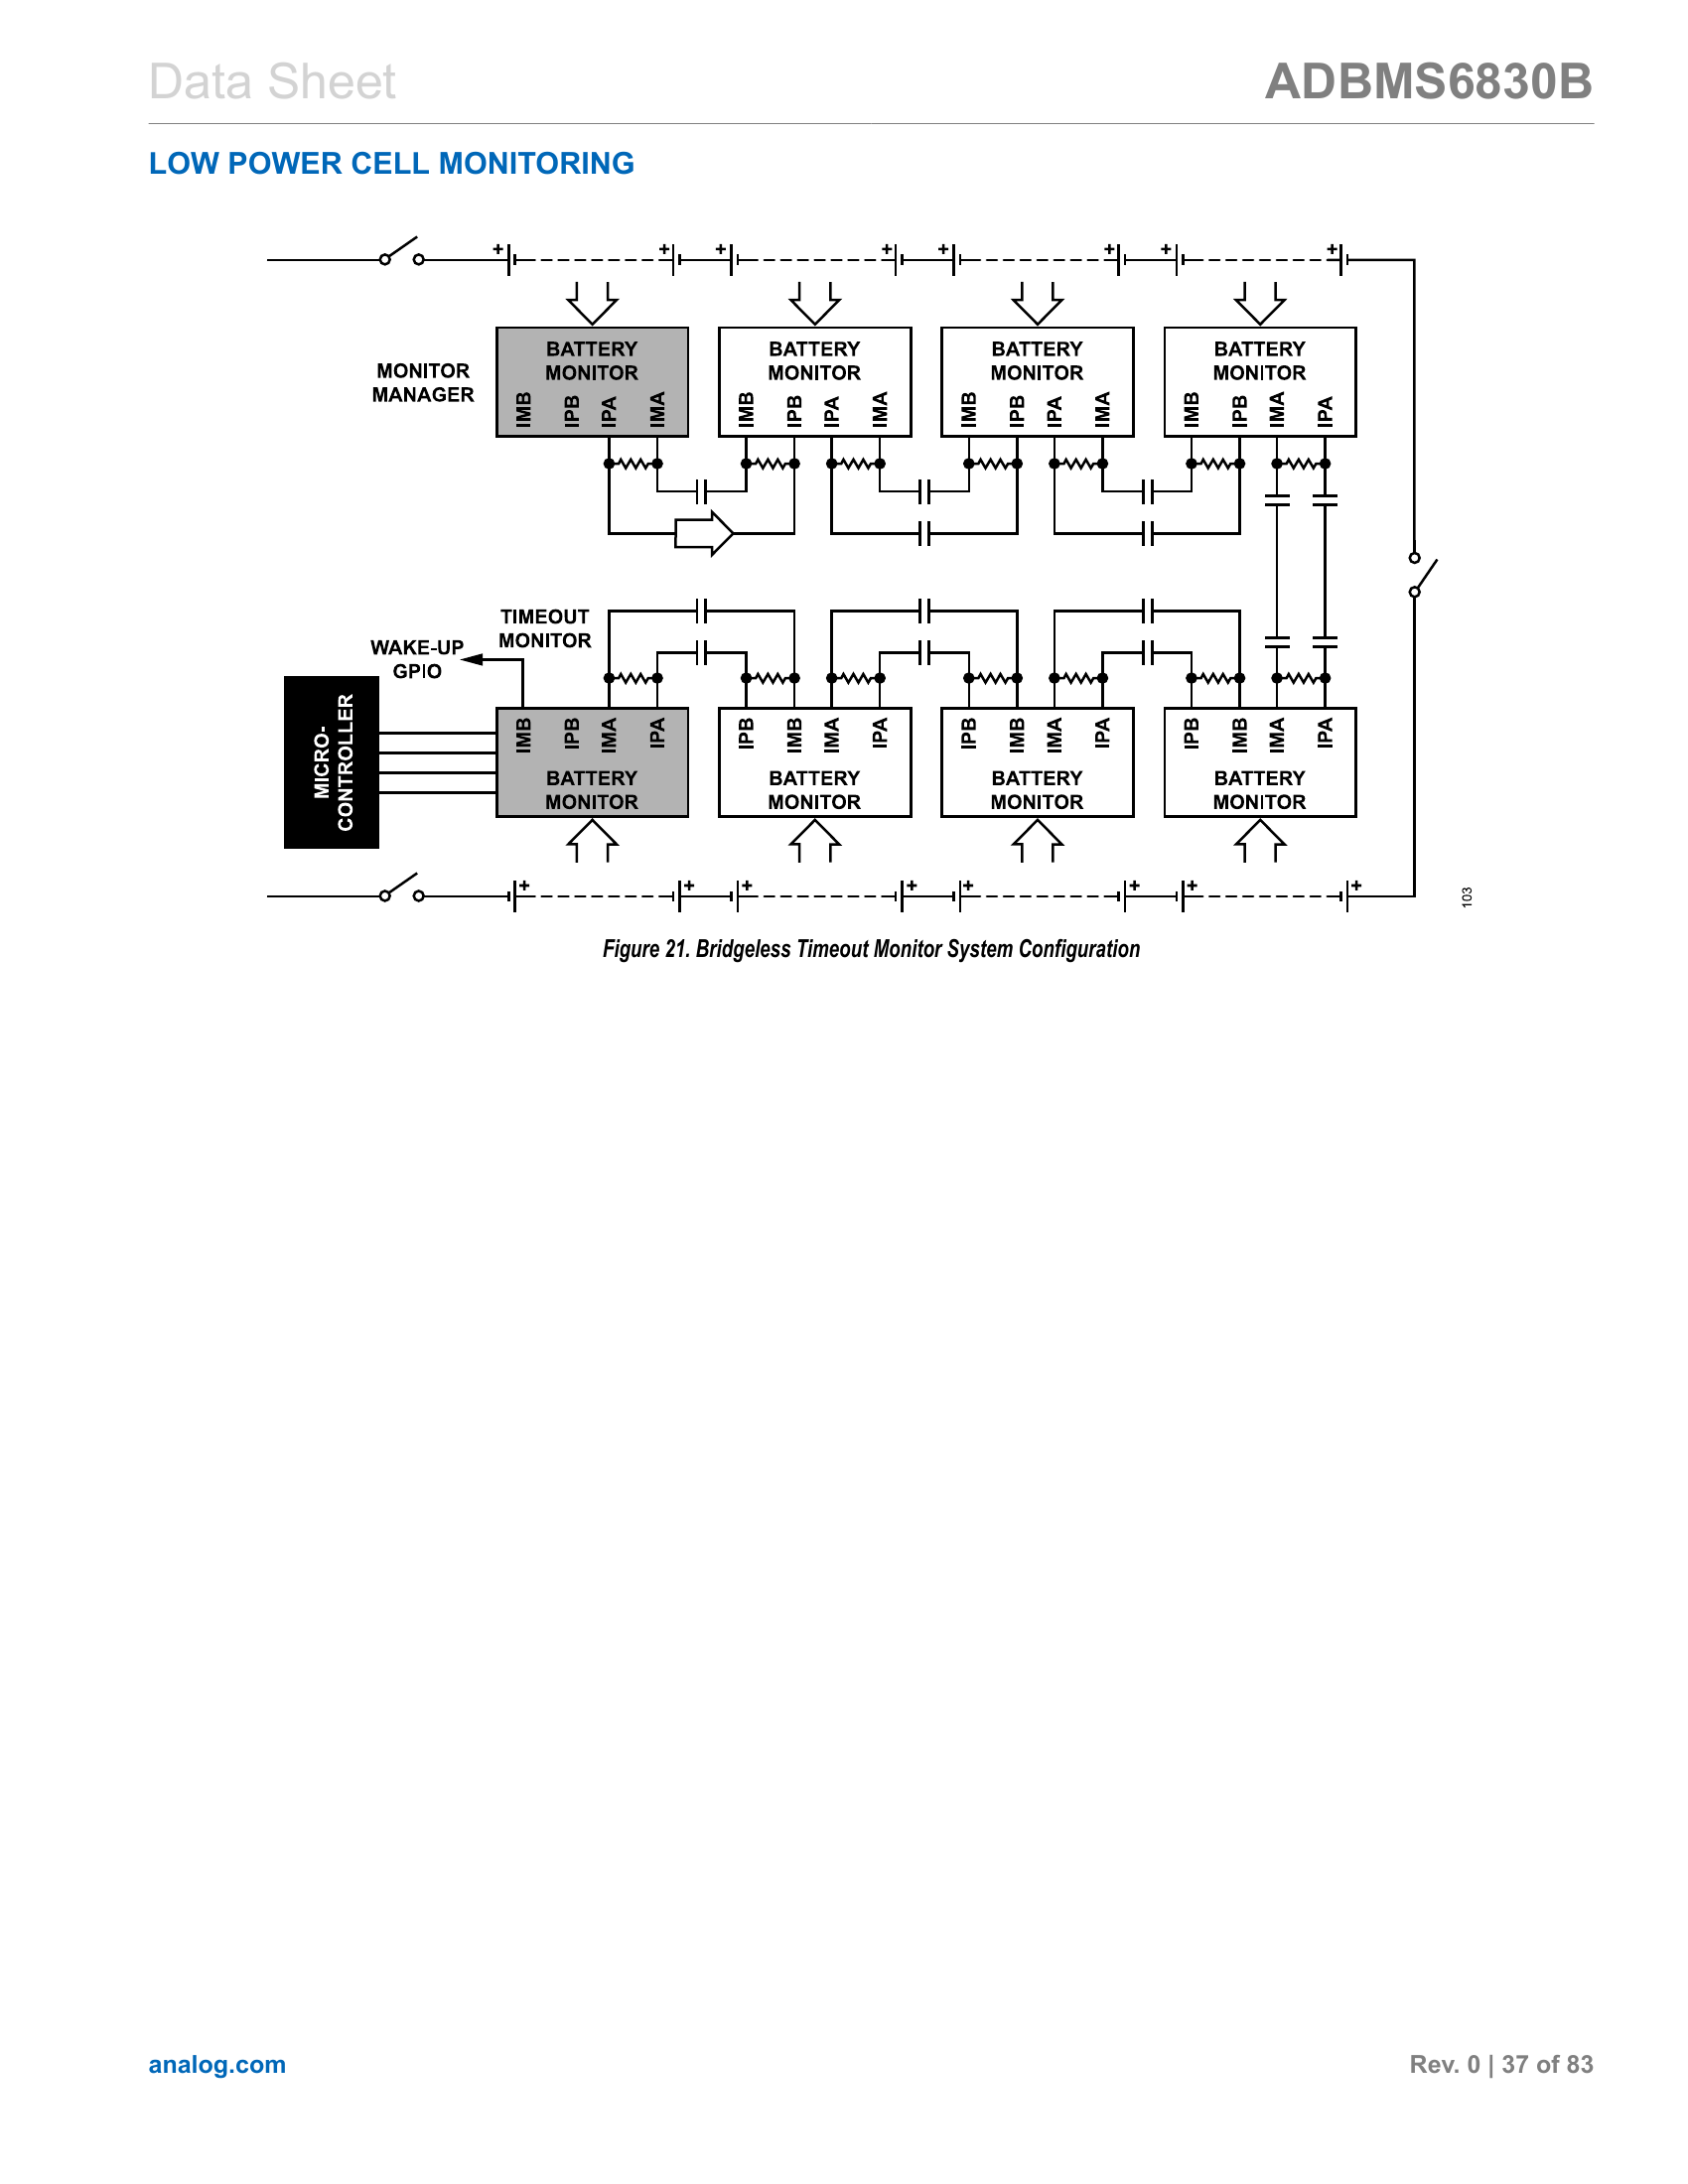 Data Sheet
ADBMS6830B
LOW POWER CELL MONITORING
MONITOR
MANAGER
BATTERY
MONITOR
IMB
IPB
IPA
IMA
BATTERY
MONITOR
IMB
IPB
IPA
IMA
BATTERY
MONITOR
IMB
IPB
IPA
IMA
BATTERY
MONITOR
IMB
IPB
IMA
IPA
TIMEOUT
MONITOR
WAKE-UP
GPIO
MICRO-
CONTROLLER
IMB
IPB
IMA
IPA
BATTERY
MONITOR
IPB
IMB
IMA
IPA
BATTERY
MONITOR
IPB
IMB
IMA
IPA
BATTERY
MONITOR
IPB
IMB
IMA
IPA
BATTERY
MONITOR
103
Figure 21. Bridgeless Timeout Monitor System Configuration
analog.com
Rev. 0 | 37 of 83